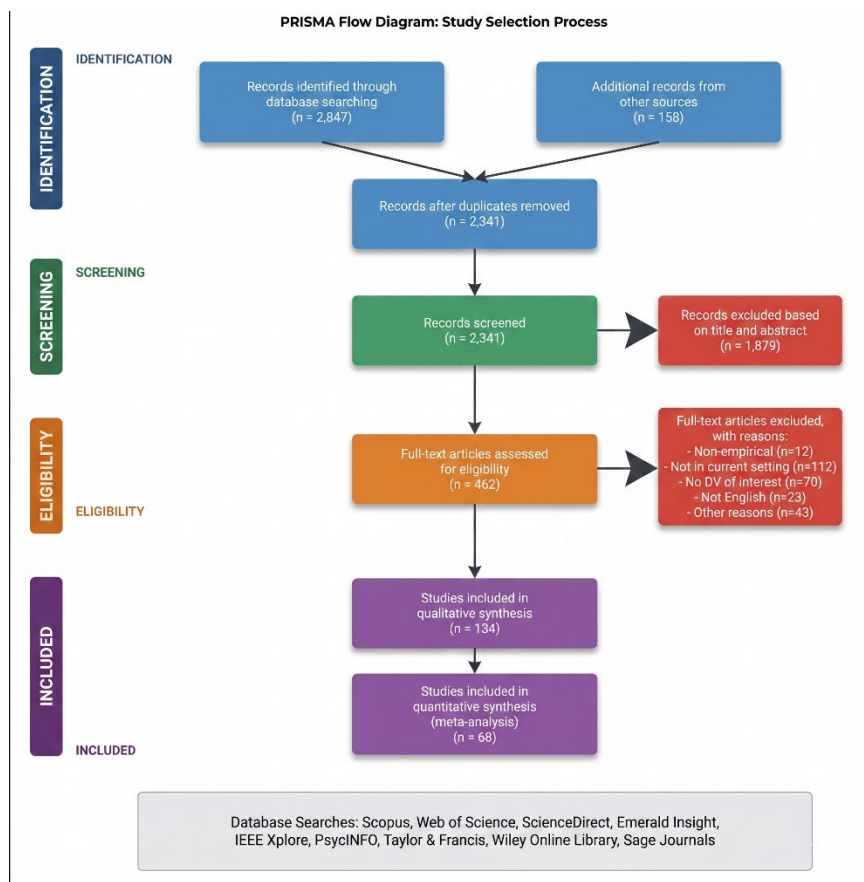 PRISMA Flow Diagram: Study Selection Process
IDENTIFICATION
IDENTIFICATION
Records identified through
database searching
(n = 2,847)
Additional records from
other sources
(n = 158)
Records after duplicates removed
(n = 2,341)
SCREENING
SCREENING
Records screened
(n = 2,341)
Records excluded based
on title and abstract
(n = 1,879)
ELIGIBILITY
Full-text articles assessed
for eligibility
(n = 462)
Full-text articles excluded,
with reasons:
- Non-empirical (n=12)
- Not in current setting (n=112)
- No DV of interest (n=70)
- Not English (n=23)
- Other reasons (n=43)
ELIGIBILITY
INCLUDED
Studies included in
qualitative synthesis
(n = 134)
Studies included in
quantitative synthesis
(meta-analysis)
(n = 68)
INCLUDED
Database Searches: Scopus, Web of Science, ScienceDirect, Emerald Insight,
IEEE Xplore, PsycINFO, Taylor & Francis, Wiley Online Library, Sage Journals